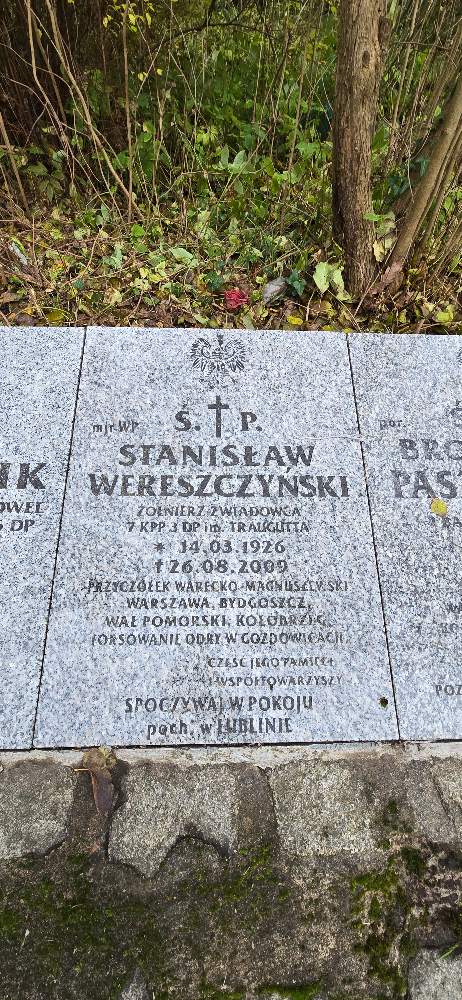 mjr WP
Ś. P.
STANISŁAW
WERESZCZYŃSKI
ŻOŁNIERZ ZWIADOWCA
7 KPP 3 DP im. TRAUGUTTA
* 14.03.1926
† 26.08.2009
PRZYCZÓŁEK WARECKO-MAGNUSZEWSKI
WARSZAWA, BYDGOSZCZ,
WAŁ POMORSKI, KOŁOBRZEG,
FORSOWANIE ODRY W GOZDOWICACH
CZEŚĆ JEGO PAMIĘCI
WSPÓŁTOWARZYSZY
SPOCZYWAJ W POKOJU
poch. w LUBLINIE
IK
OWEL
DP
por.
BRO
PAST
POZ